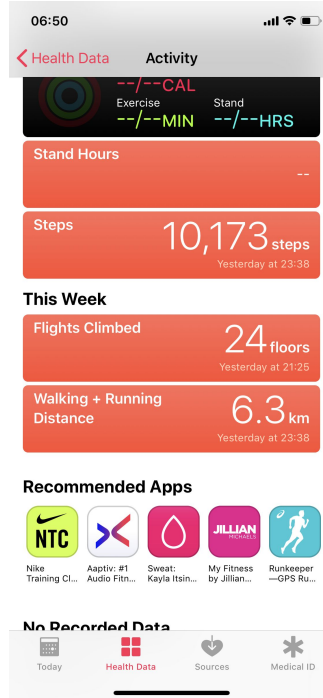 06:50
Health Data
Activity
--/--CAL
Exercise
Stand
--/--MIN
--/--HRS
Stand Hours
--
Steps
10,173 steps
Yesterday at 23:38
This Week
Flights Climbed
24 floors
Yesterday at 21:25
Walking + Running
Distance
6.3 km
Yesterday at 23:38
Recommended Apps
NTC
JILLIAN
MICHAELS
Nike
Training Cl...
Aaptiv: #1
Audio Fitn...
Sweat:
Kayla Itsin...
My Fitness
by Jillian...
Runkeeper
—GPS Ru...
No Recorded Data
Today
Health Data
Sources
Medical ID